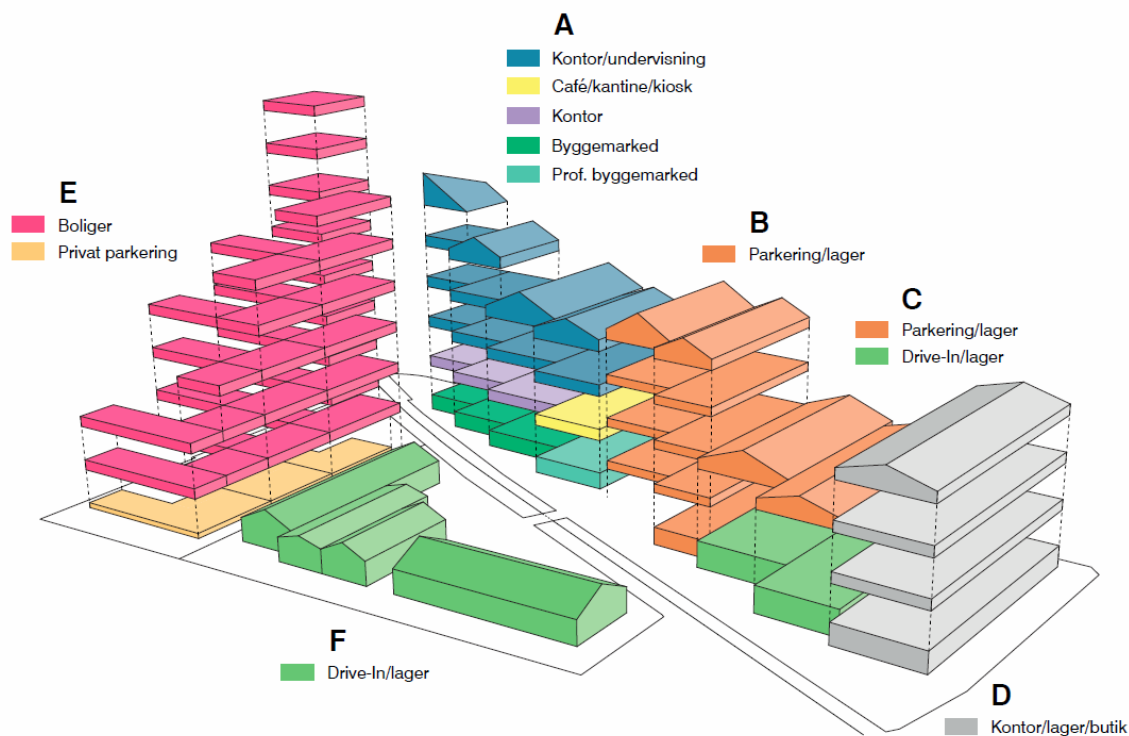 A
Kontor/undervisning
Café/kantine/kiosk
Kontor
Byggemarked
Prof. byggemarked
E
Boliger
Privat parkering
B
Parkering/lager
C
Parkering/lager
Drive-In/lager
F
Drive-In/lager
D
Kontor/lager/butik